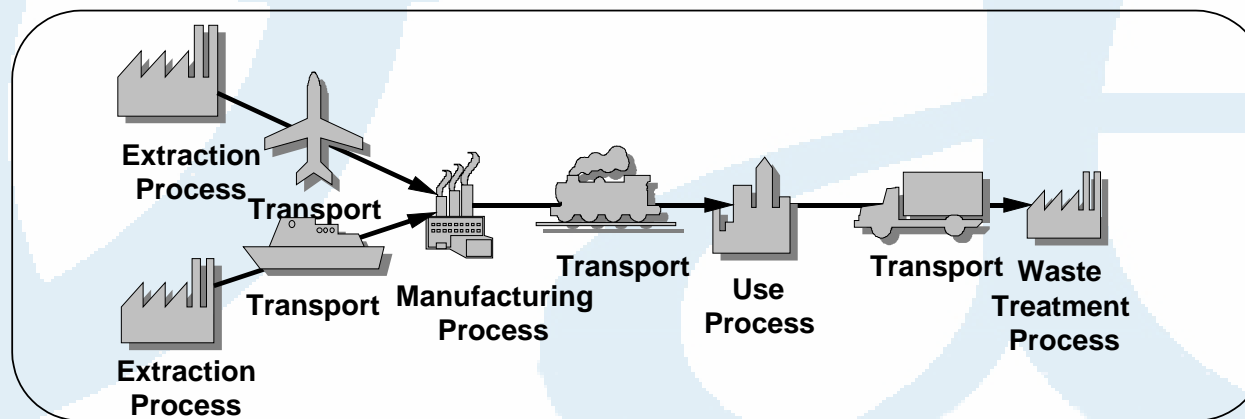 Extraction
Process
Transport
Extraction
Process
Transport
Manufacturing
Process
Transport
Use
Process
Transport
Waste
Treatment
Process